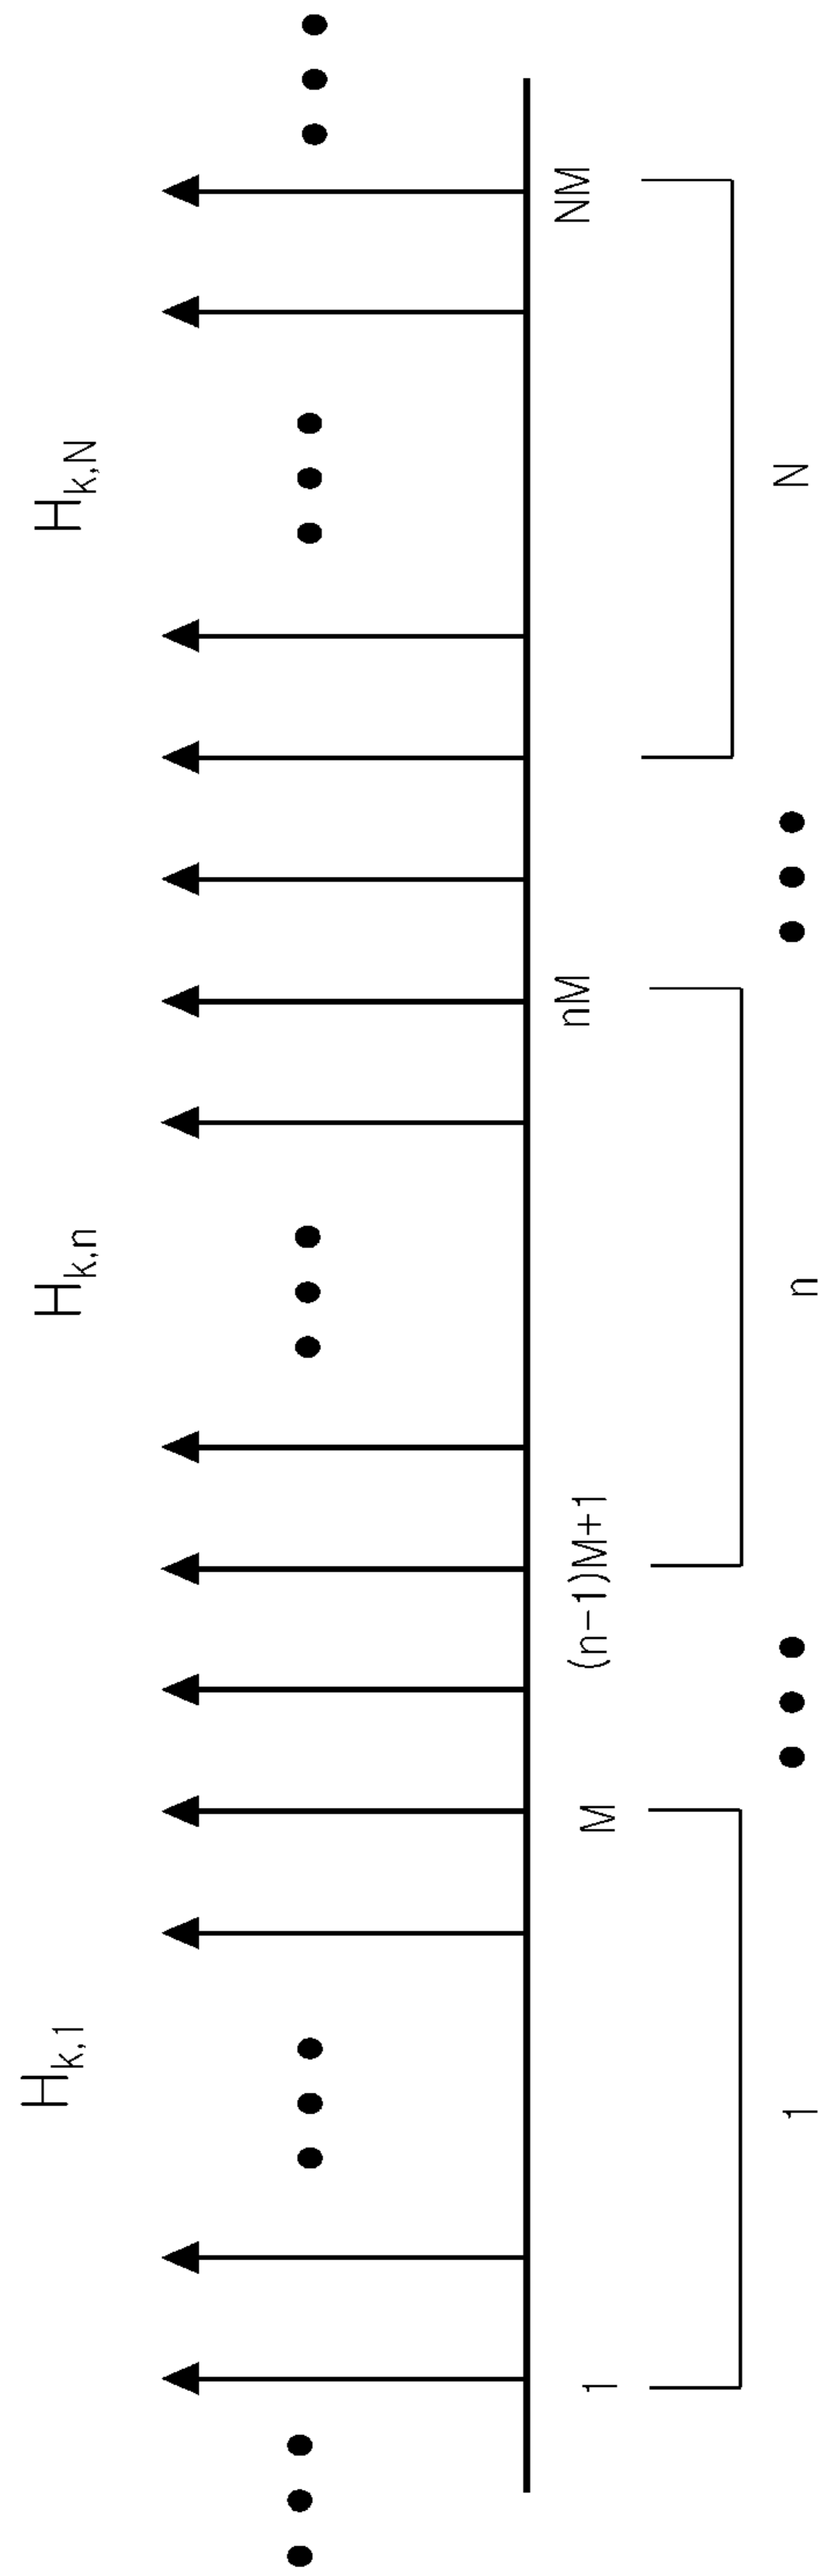 H_{k,1} H_{k,n} H_{k,N}
1 M (n-1)M+1 nM NM
1 n N